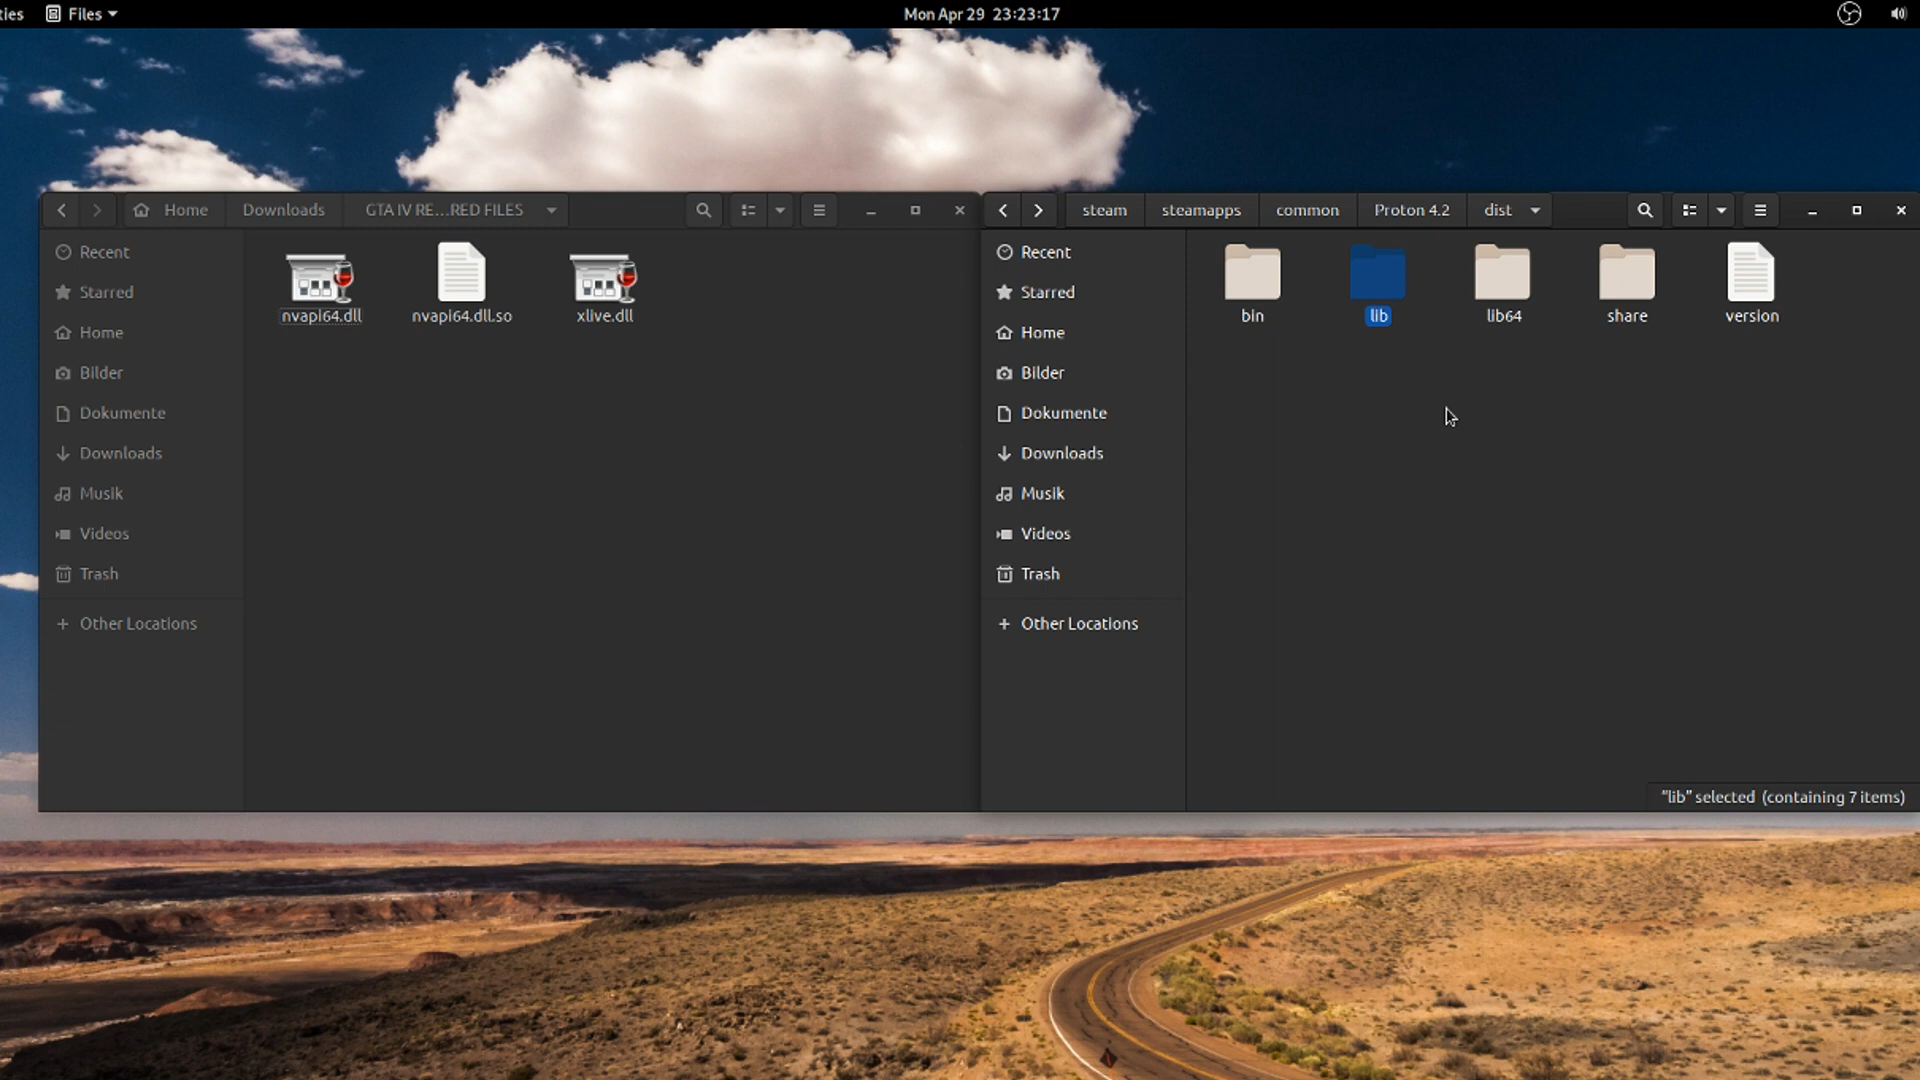 ties Files Mon Apr 29 23:23:17
Home Downloads GTA IV RE...RED FILES
Recent
Starred
Home
Bilder
Dokumente
Downloads
Musik
Videos
Trash
+ Other Locations
nvapi64.dll nvapi64.dll.so xlive.dll
steam steamapps common Proton 4.2 dist
Recent
Starred
Home
Bilder
Dokumente
Downloads
Musik
Videos
Trash
+ Other Locations
bin lib lib64 share version
"lib" selected (containing 7 items)